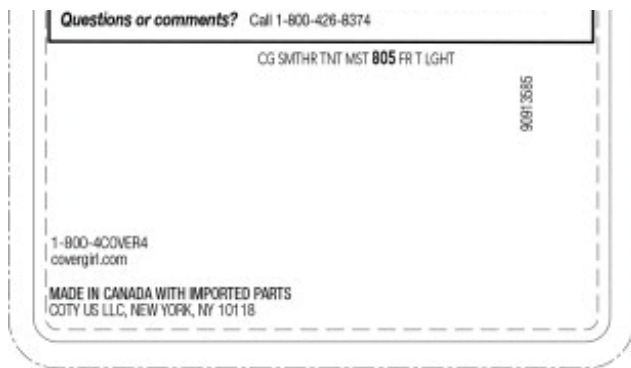 Questions or comments? Call 1-800-426-8374
CG SMTHR TNT MST 805 FR T LGHT
90913585
1-800-4COVER4
covergirl.com
MADE IN CANADA WITH IMPORTED PARTS
COTY US LLC, NEW YORK, NY 10118